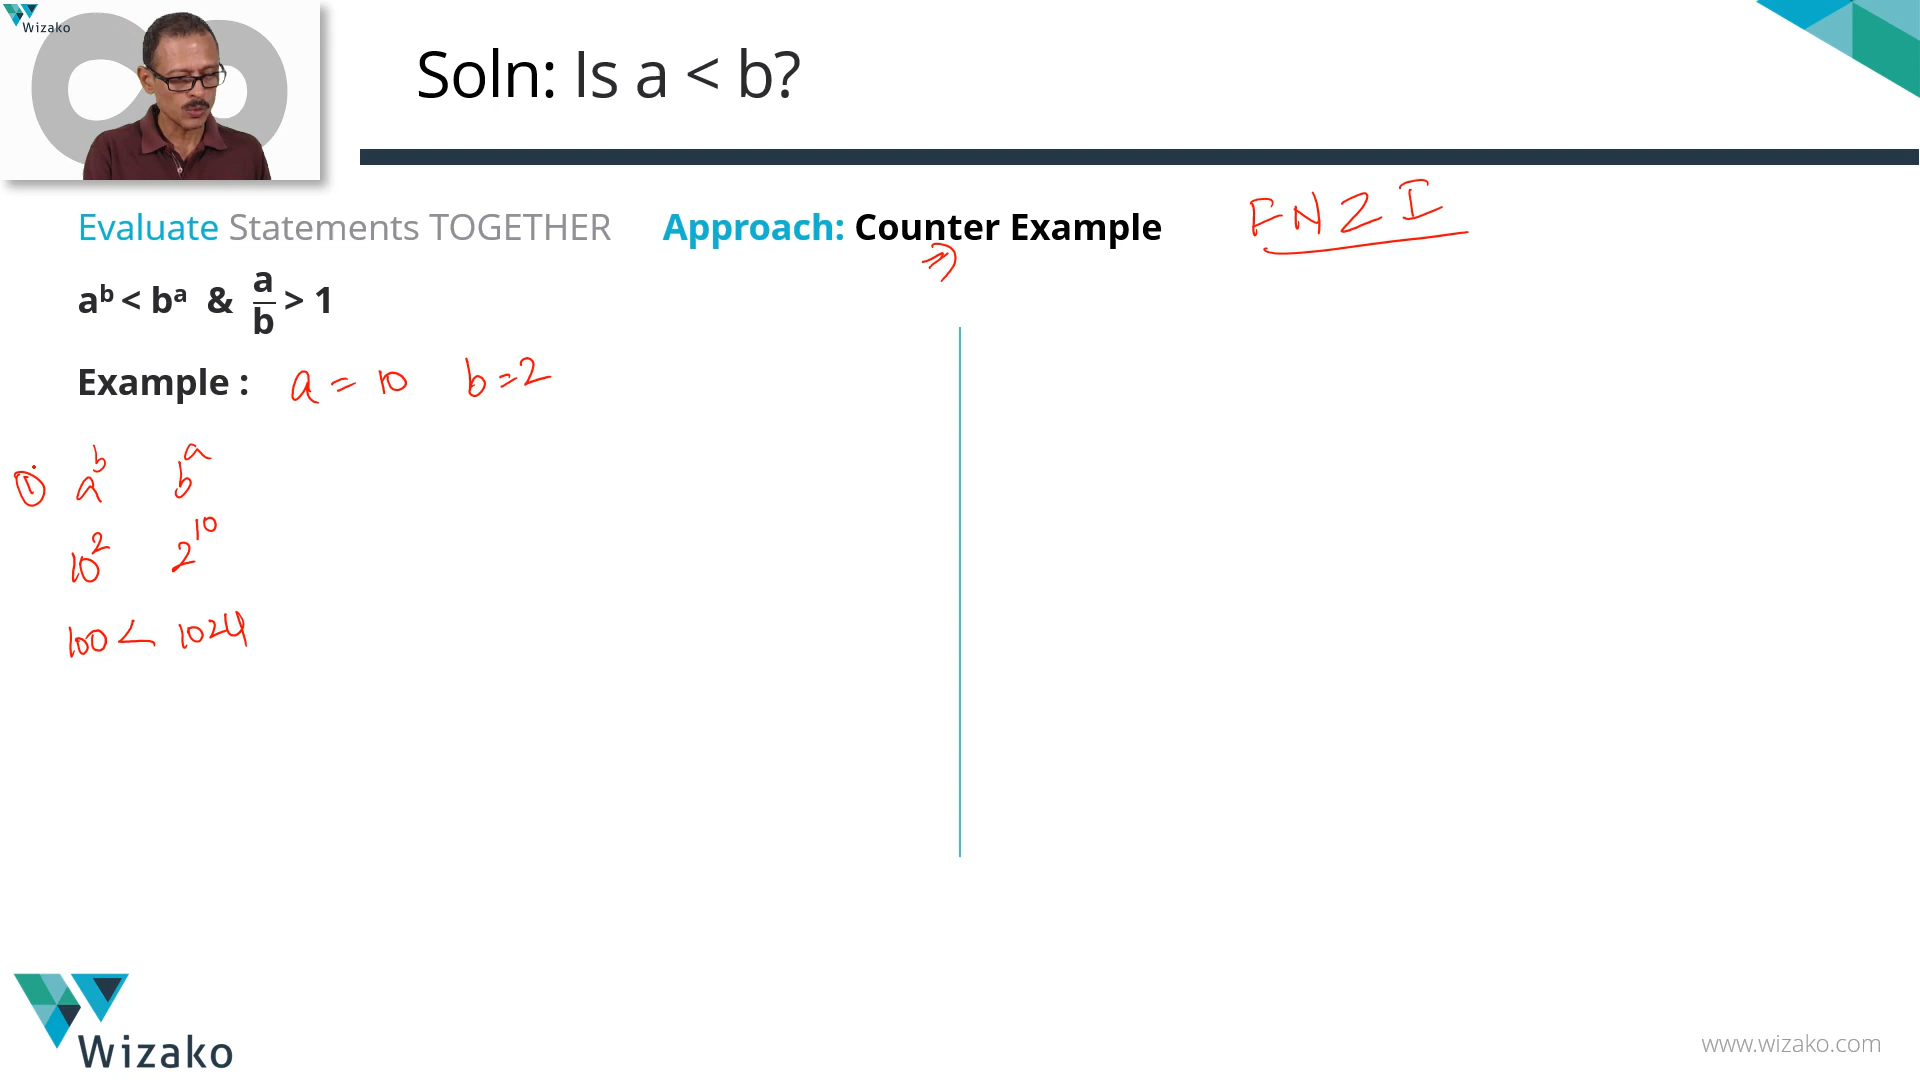 Wizako
Soln: Is a < b?
Evaluate Statements TOGETHER Approach: Counter Example FNZI
⇒
aᵇ < bᵃ & a/b > 1
Example : a = 10 b = 2
① aᵇ bᵃ
10² 2¹⁰
100 < 1024
Wizako
www.wizako.com